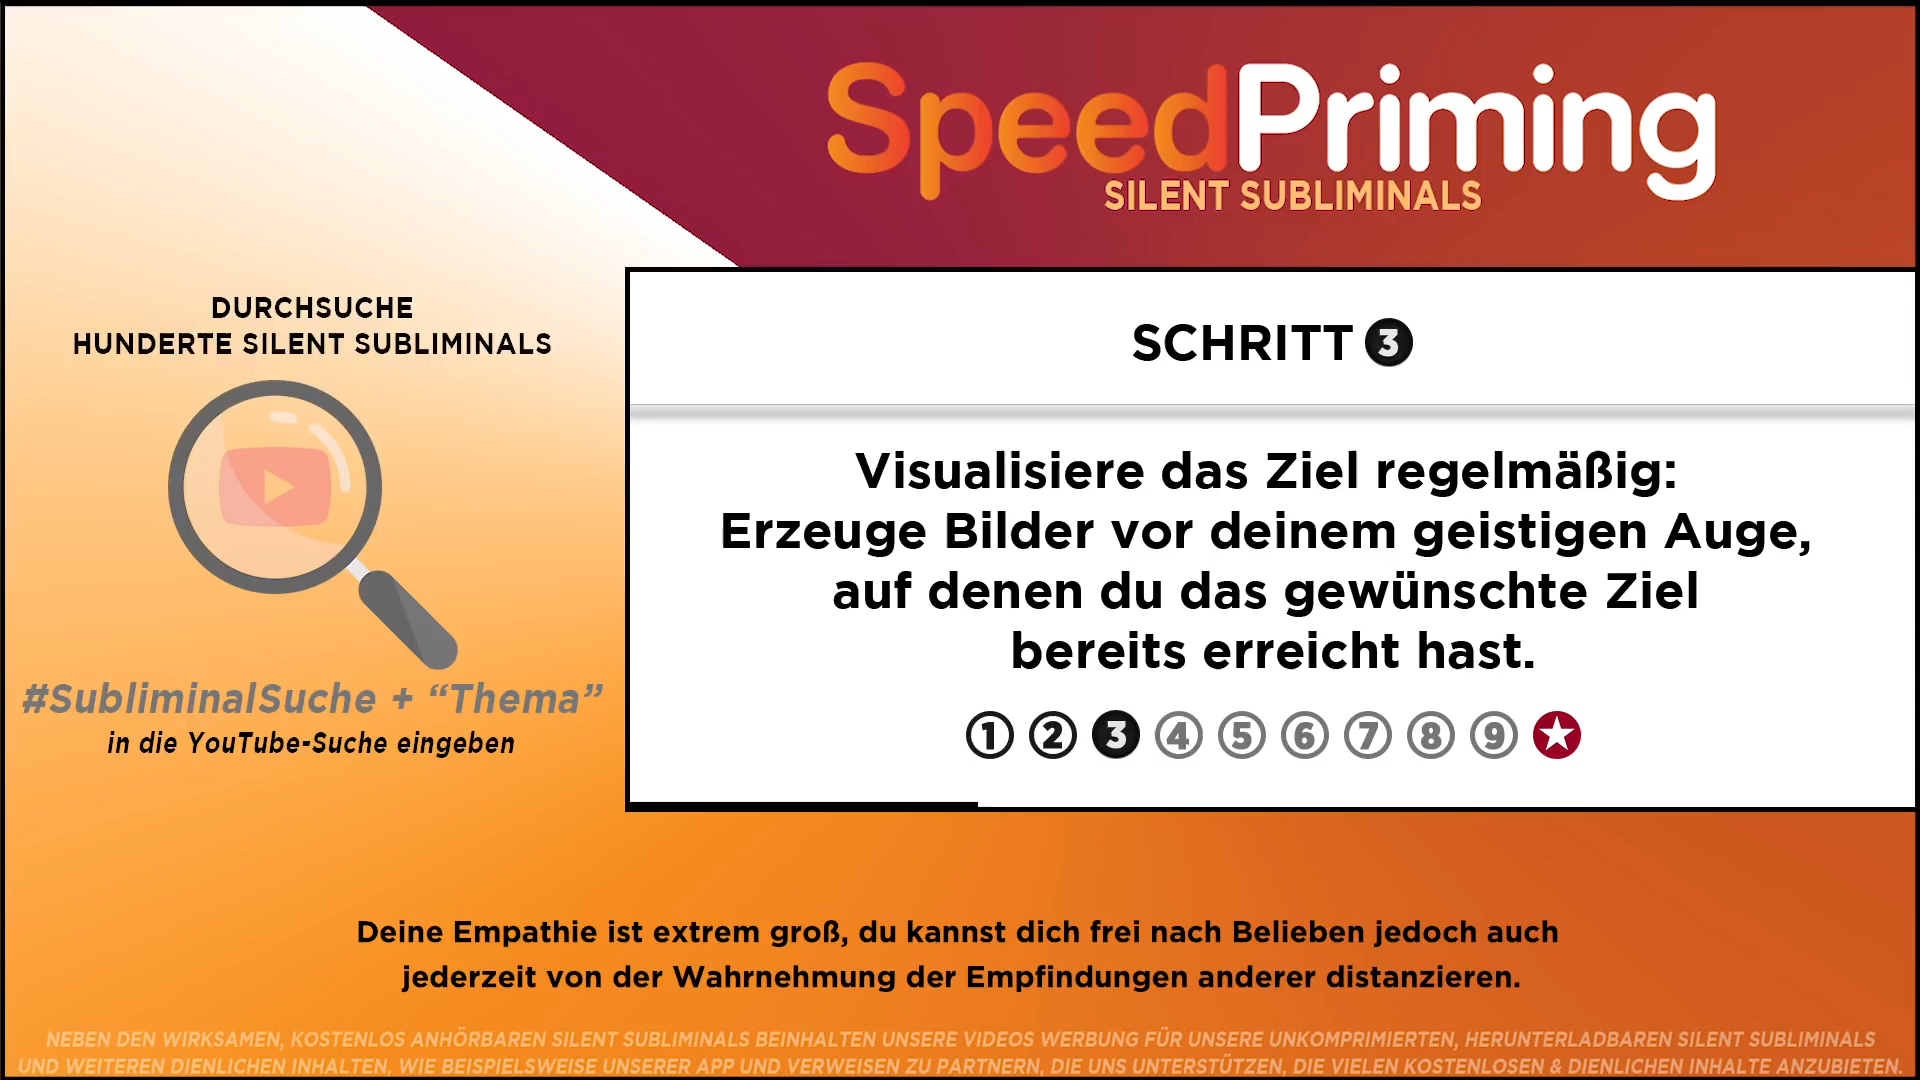 SpeedPriming
SILENT SUBLIMINALS
DURCHSUCHE
HUNDERTE SILENT SUBLIMINALS
#SubliminalSuche + “Thema”
in die YouTube-Suche eingeben
SCHRITT 3
Visualisiere das Ziel regelmäßig:
Erzeuge Bilder vor deinem geistigen Auge,
auf denen du das gewünschte Ziel
bereits erreicht hast.
1 2 3 4 5 6 7 8 9
Deine Empathie ist extrem groß, du kannst dich frei nach Belieben jedoch auch
jederzeit von der Wahrnehmung der Empfindungen anderer distanzieren.
NEBEN DEN WIRKSAMEN, KOSTENLOS ANHÖRBAREN SILENT SUBLIMINALS BEINHALTEN UNSERE VIDEOS WERBUNG FÜR UNSERE UNKOMPRIMIERTEN, HERUNTERLADBAREN SILENT SUBLIMINALS
UND WEITEREN DIENLICHEN INHALTEN, WIE BEISPIELSWEISE UNSERER APP UND VERWEISEN ZU PARTNERN, DIE UNS UNTERSTÜTZEN, DIE VIELEN KOSTENLOSEN & DIENLICHEN INHALTE ANZUBIETEN.